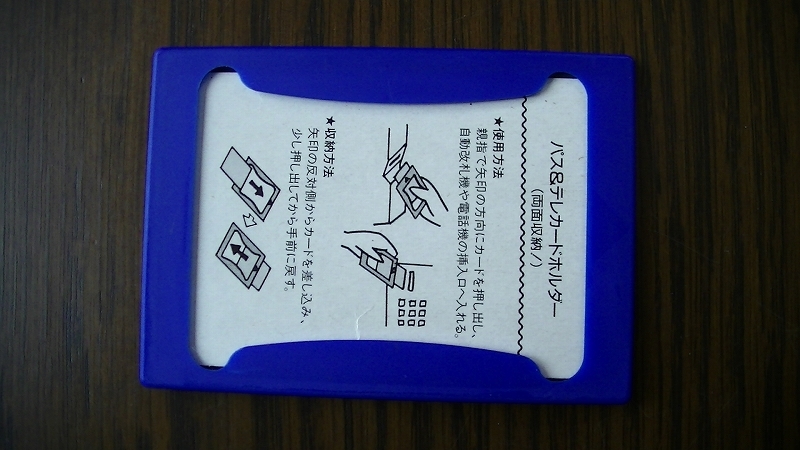 パス&テレカードホルダー
(両面収納!)
★使用方法
親指で矢印の方向にカードを押し出し、
自動改札機や電話機の挿入口へ入れる。
★収納方法
矢印の反対側からカードを差し込み、
少し押し出してから手前に戻す。